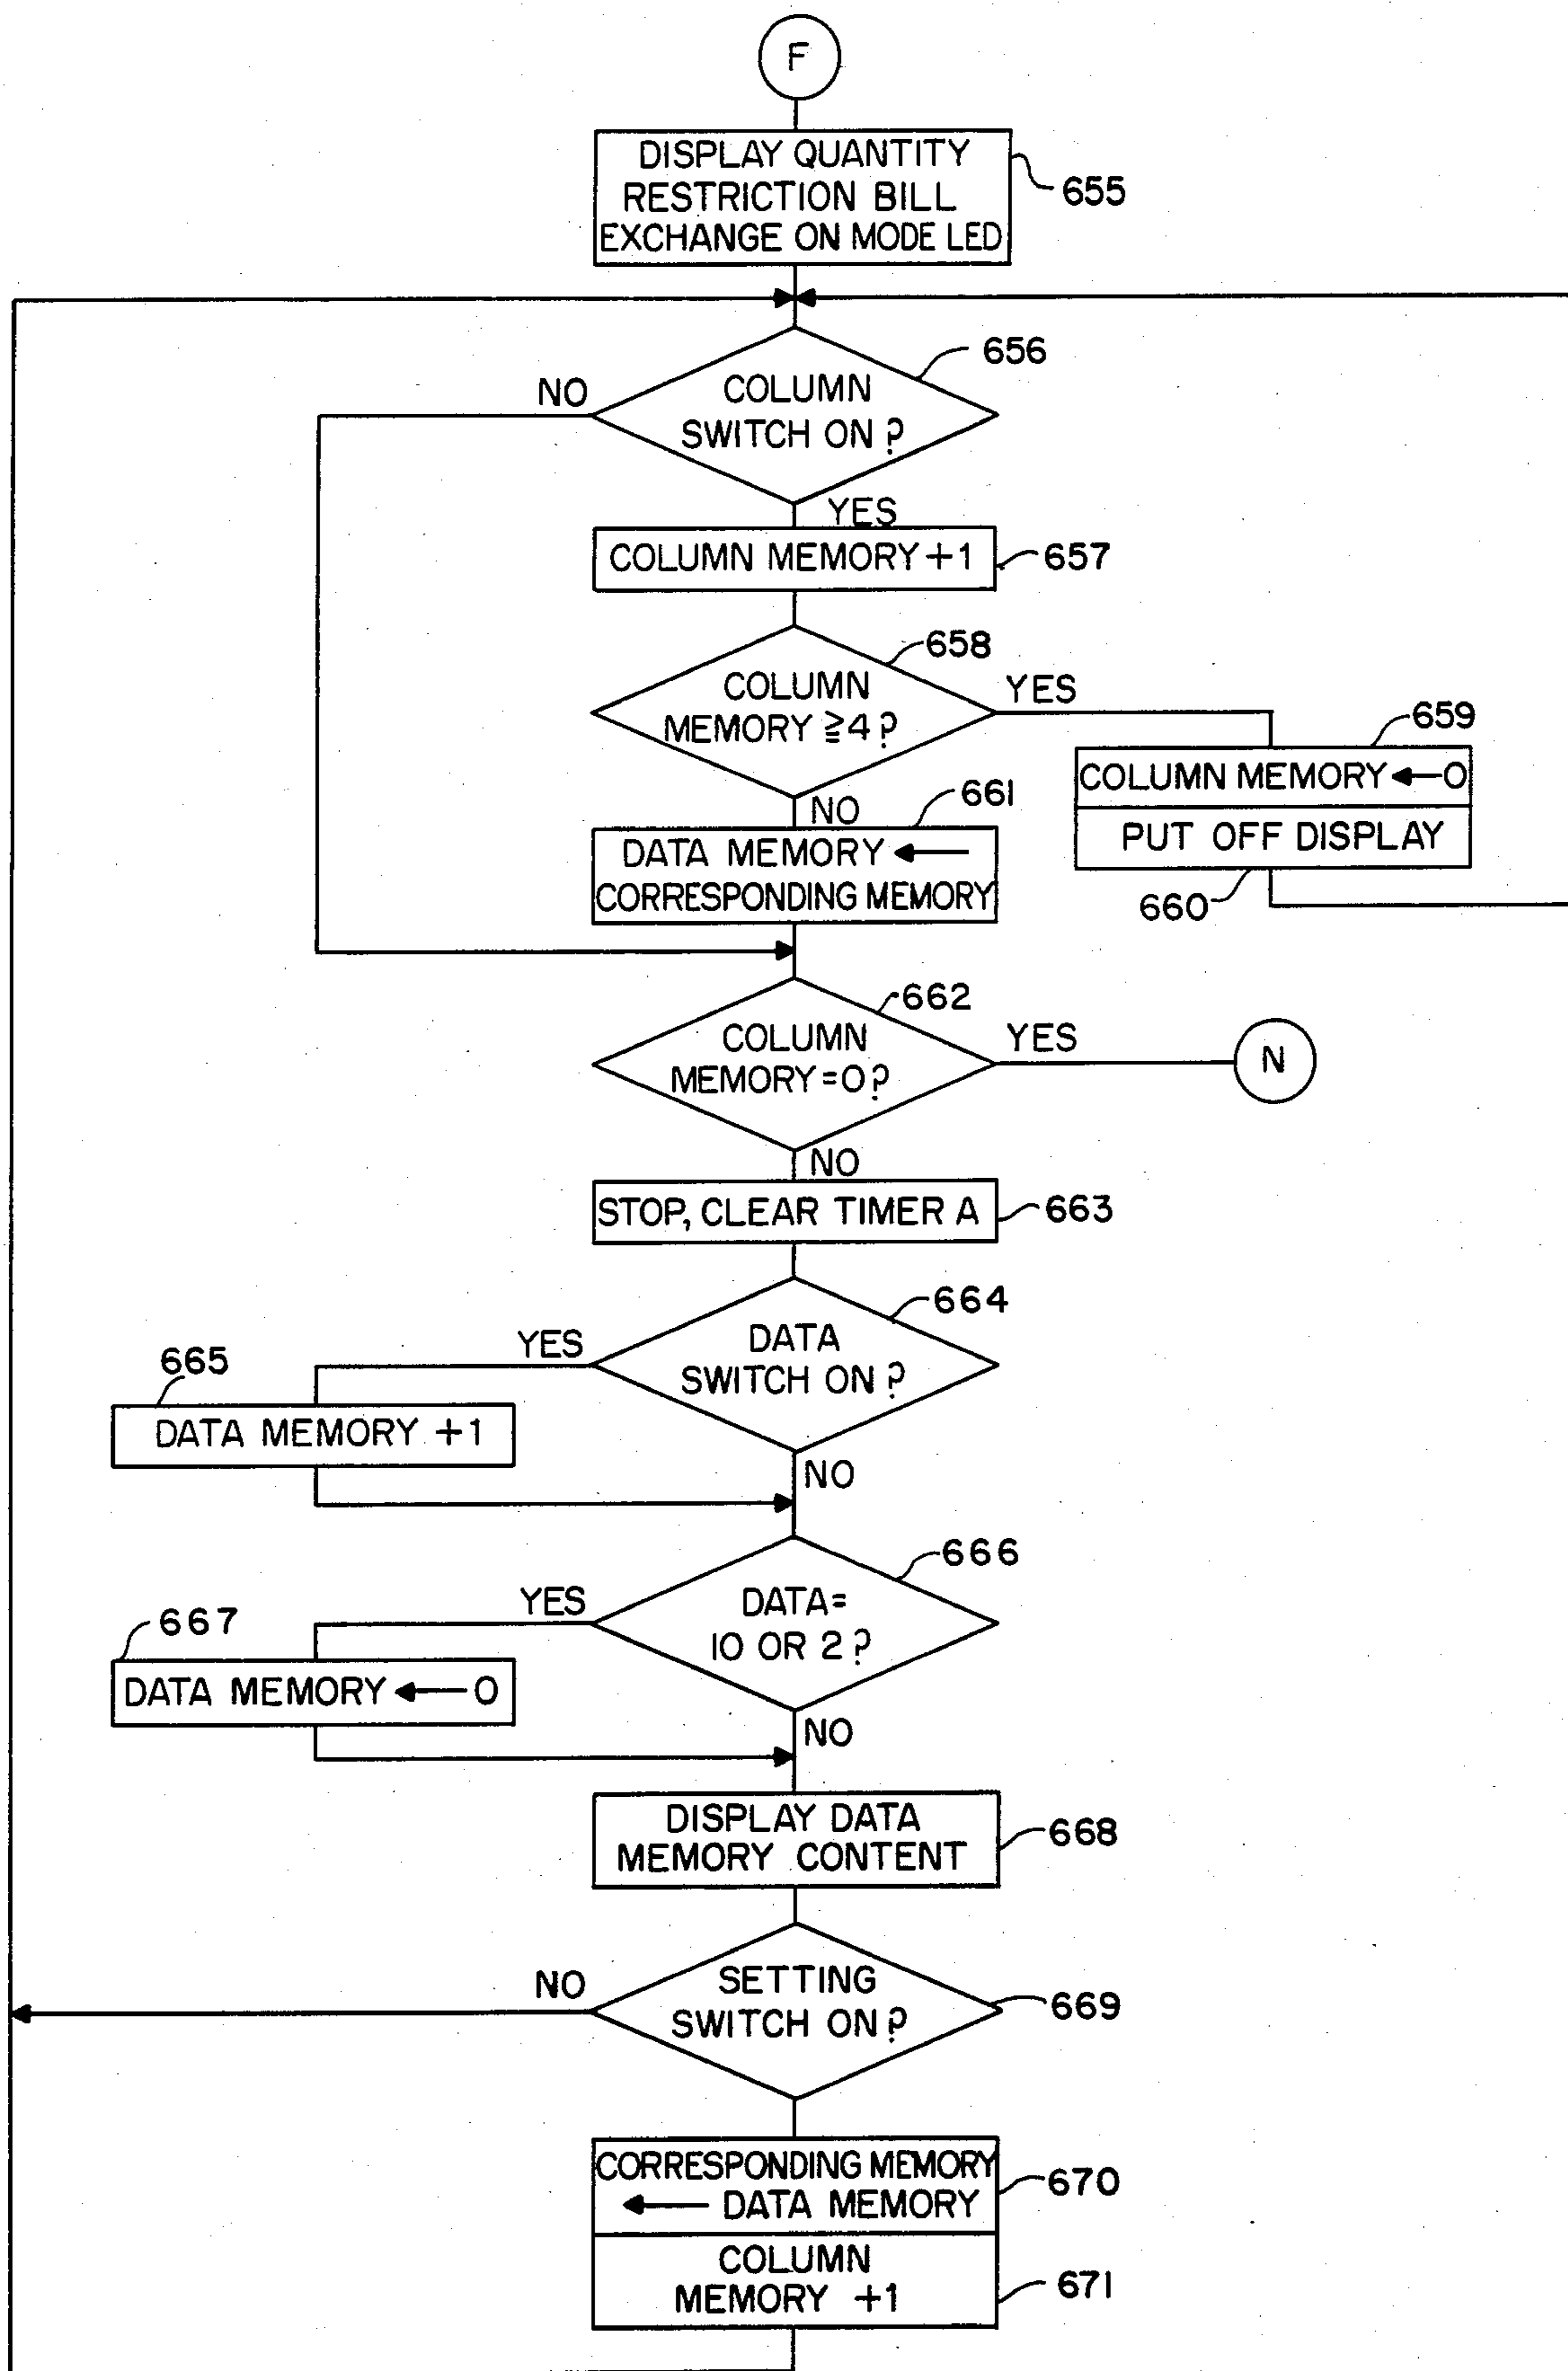 F
DISPLAY QUANTITY
RESTRICTION BILL
EXCHANGE ON MODE LED
655
656
COLUMN
SWITCH ON ?
NO
YES
COLUMN MEMORY +1
657
658
COLUMN
MEMORY ≧4 ?
YES
659
COLUMN MEMORY ← 0
PUT OFF DISPLAY
660
NO
661
DATA MEMORY ←
CORRESPONDING MEMORY
662
COLUMN
MEMORY = 0 ?
YES
N
NO
STOP, CLEAR TIMER A
663
664
DATA
SWITCH ON ?
YES
665
DATA MEMORY +1
NO
666
DATA=
10 OR 2 ?
YES
667
DATA MEMORY ← 0
NO
DISPLAY DATA
MEMORY CONTENT
668
SETTING
SWITCH ON ?
NO
669
CORRESPONDING MEMORY
← DATA MEMORY
670
COLUMN
MEMORY +1
671